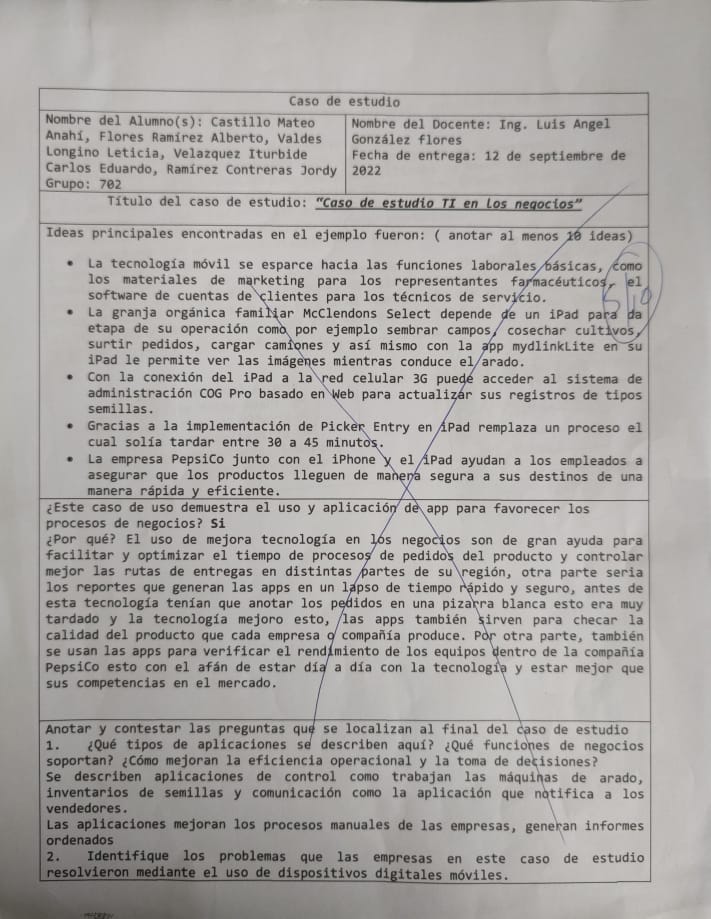 Caso de estudio
Nombre del Alumno(s): Castillo Mateo
Anahí, Flores Ramírez Alberto, Valdes
Longino Leticia, Velazquez Iturbide
Carlos Eduardo, Ramírez Contreras Jordy
Grupo: 702
Nombre del Docente: Ing. Luis Angel
González flores
Fecha de entrega: 12 de septiembre de
2022
Título del caso de estudio: "Caso de estudio TI en los negocios"
Ideas principales encontradas en el ejemplo fueron: ( anotar al menos 10 ideas)
• La tecnología móvil se esparce hacia las funciones laborales básicas, como
los materiales de marketing para los representantes farmacéuticos, el
software de cuentas de clientes para los técnicos de servicio.
5/10
• La granja orgánica familiar McClendons Select depende de un iPad para da
etapa de su operación como por ejemplo sembrar campos, cosechar cultivos,
surtir pedidos, cargar camiones y así mismo con la app mydlinkLite en su
iPad le permite ver las imágenes mientras conduce el arado.
• Con la conexión del iPad a la red celular 3G puede acceder al sistema de
administración COG Pro basado en Web para actualizar sus registros de tipos
semillas.
• Gracias a la implementación de Picker Entry en iPad remplaza un proceso el
cual solía tardar entre 30 a 45 minutos.
• La empresa PepsiCo junto con el iPhone y el iPad ayudan a los empleados a
asegurar que los productos lleguen de manera segura a sus destinos de una
manera rápida y eficiente.
¿Este caso de uso demuestra el uso y aplicación de app para favorecer los
procesos de negocios? Si
¿Por qué? El uso de mejora tecnología en los negocios son de gran ayuda para
facilitar y optimizar el tiempo de procesos de pedidos del producto y controlar
mejor las rutas de entregas en distintas partes de su región, otra parte seria
los reportes que generan las apps en un lapso de tiempo rápido y seguro, antes de
esta tecnología tenían que anotar los pedidos en una pizarra blanca esto era muy
tardado y la tecnología mejoro esto, las apps también sirven para checar la
calidad del producto que cada empresa o compañía produce. Por otra parte, también
se usan las apps para verificar el rendimiento de los equipos dentro de la compañía
PepsiCo esto con el afán de estar día a día con la tecnología y estar mejor que
sus competencias en el mercado.
Anotar y contestar las preguntas que se localizan al final del caso de estudio
1. ¿Qué tipos de aplicaciones se describen aquí? ¿Qué funciones de negocios
soportan? ¿Cómo mejoran la eficiencia operacional y la toma de decisiones?
Se describen aplicaciones de control como trabajan las máquinas de arado,
inventarios de semillas y comunicación como la aplicación que notifica a los
vendedores.
Las aplicaciones mejoran los procesos manuales de las empresas, generan informes
ordenados
2. Identifique los problemas que las empresas en este caso de estudio
resolvieron mediante el uso de dispositivos digitales móviles.